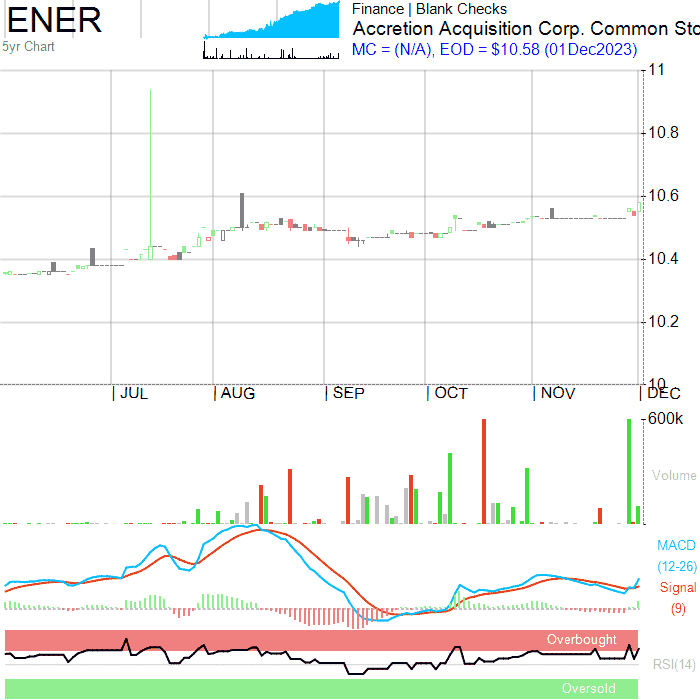 ENER
5yr Chart
Finance | Blank Checks
Accretion Acquisition Corp. Common Sto
MC = (N/A), EOD = $10.58 (01Dec2023)
11
10.8
10.6
10.4
10.2
10
| JUL | AUG | SEP | OCT | NOV | DEC
600k
Volume
MACD
(12-26)
Signal
(9)
Overbought
RSI(14)
Oversold